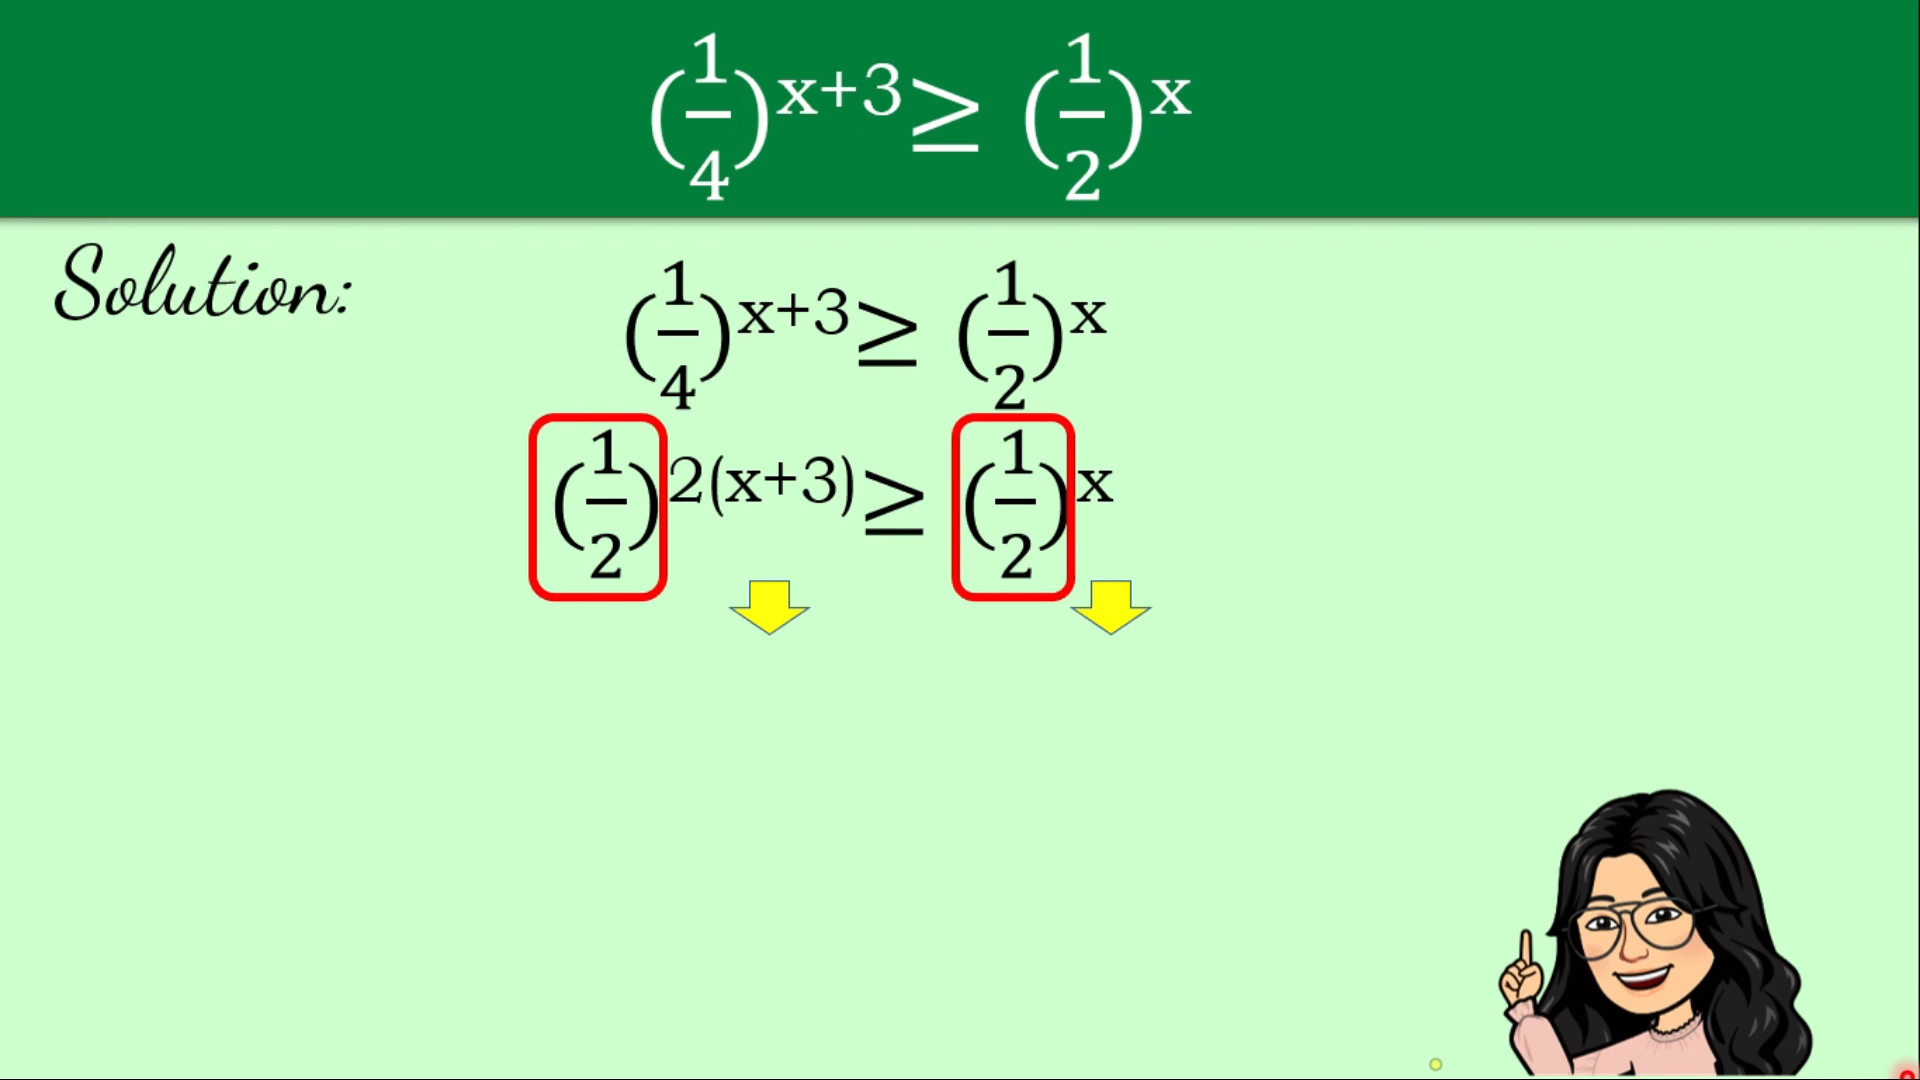 (1/4)^x+3 ≥ (1/2)^x
Solution:
(1/4)^x+3 ≥ (1/2)^x
(1/2)^2(x+3) ≥ (1/2)^x